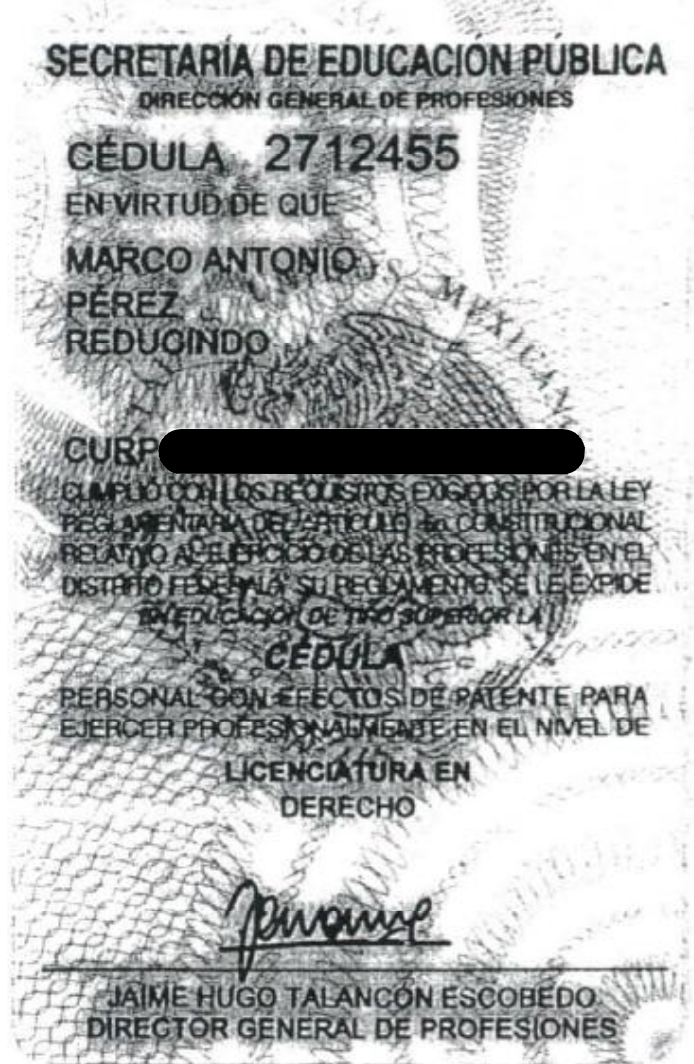 SECRETARÍA DE EDUCACIÓN PÚBLICA
DIRECCIÓN GENERAL DE PROFESIONES
CÉDULA 2712455
EN VIRTUD DE QUE
MARCO ANTONIO
PÉREZ
REDUCINDO
MEXICAN
CURP
CUMPLIÓ CON LOS REQUISITOS EXIGIDOS POR LA LEY
REGLAMENTARIA DEL ARTÍCULO 5o. CONSTITUCIONAL
RELATIVO AL EJERCICIO DE LAS PROFESIONES EN EL
DISTRITO FEDERAL Y SU REGLAMENTO, SE LE EXPIDE
EN EDUCACIÓN DE TIPO SUPERIOR LA
CÉDULA
PERSONAL CON EFECTOS DE PATENTE PARA
EJERCER PROFESIONALMENTE EN EL NIVEL DE
LICENCIATURA EN
DERECHO
JAIME HUGO TALANCÓN ESCOBEDO
DIRECTOR GENERAL DE PROFESIONES